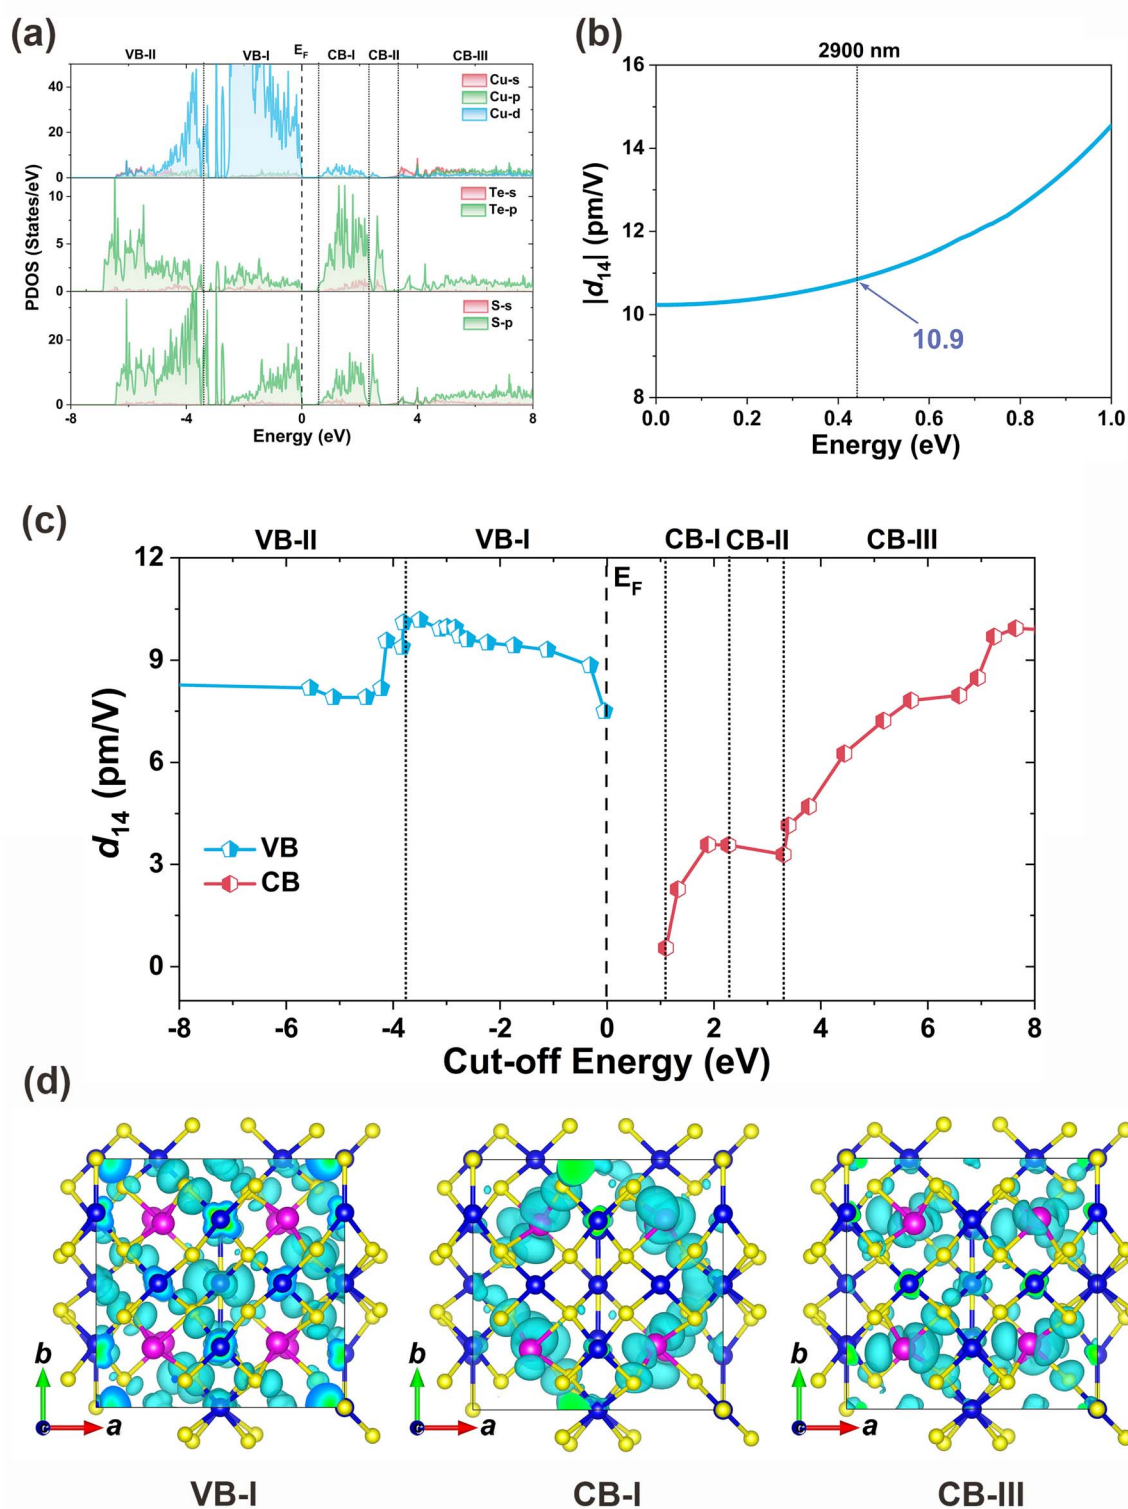 (a)
VB-II VB-I E_F CB-I CB-II CB-III
40
20
0
Cu-s
Cu-p
Cu-d
10
5
0
Te-s
Te-p
20
0
S-s
S-p
PDOS (States/eV)
-8 -4 0 4 8
Energy (eV)
(b)
2900 nm
16
14
12
10
8
|d₁₄| (pm/V)
10.9
0.0 0.2 0.4 0.6 0.8 1.0
Energy (eV)
(c)
VB-II VB-I CB-I CB-II CB-III
E_F
12
9
6
3
0
d₁₄ (pm/V)
VB
CB
-8 -6 -4 -2 0 2 4 6 8
Cut-off Energy (eV)
(d)
b
c
a
b
c
a
b
c
a
VB-I CB-I CB-III